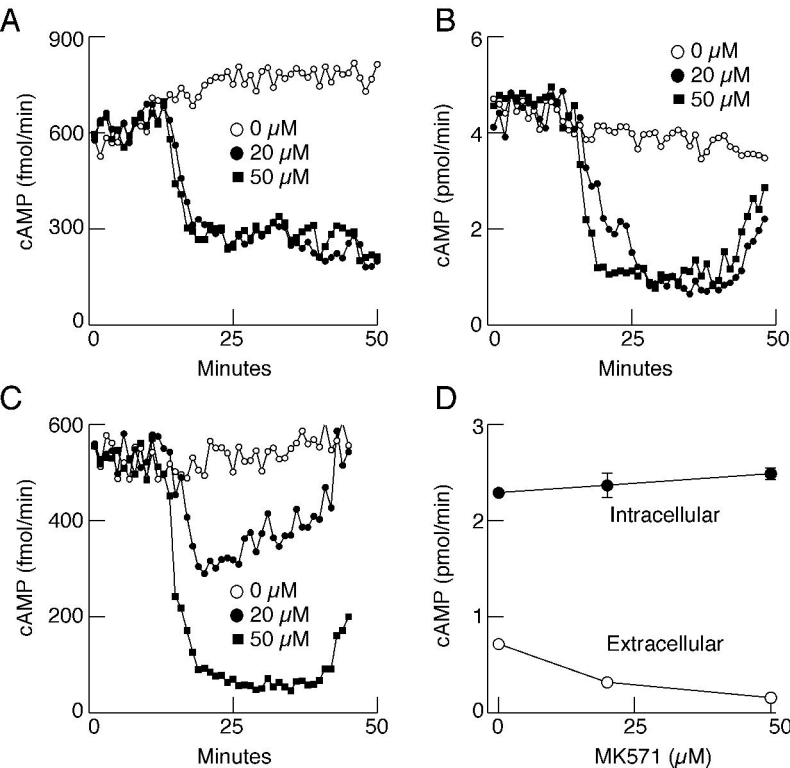 A
900
600
300
0
cAMP (fmol/min)
0 μM
20 μM
50 μM
0
25
50
Minutes
B
6
4
2
0
cAMP (pmol/min)
0 μM
20 μM
50 μM
0
25
50
Minutes
C
600
400
200
0
cAMP (fmol/min)
0 μM
20 μM
50 μM
0
25
50
Minutes
D
3
2
1
0
cAMP (pmol/min)
Intracellular
Extracellular
0
25
50
MK571 (μM)